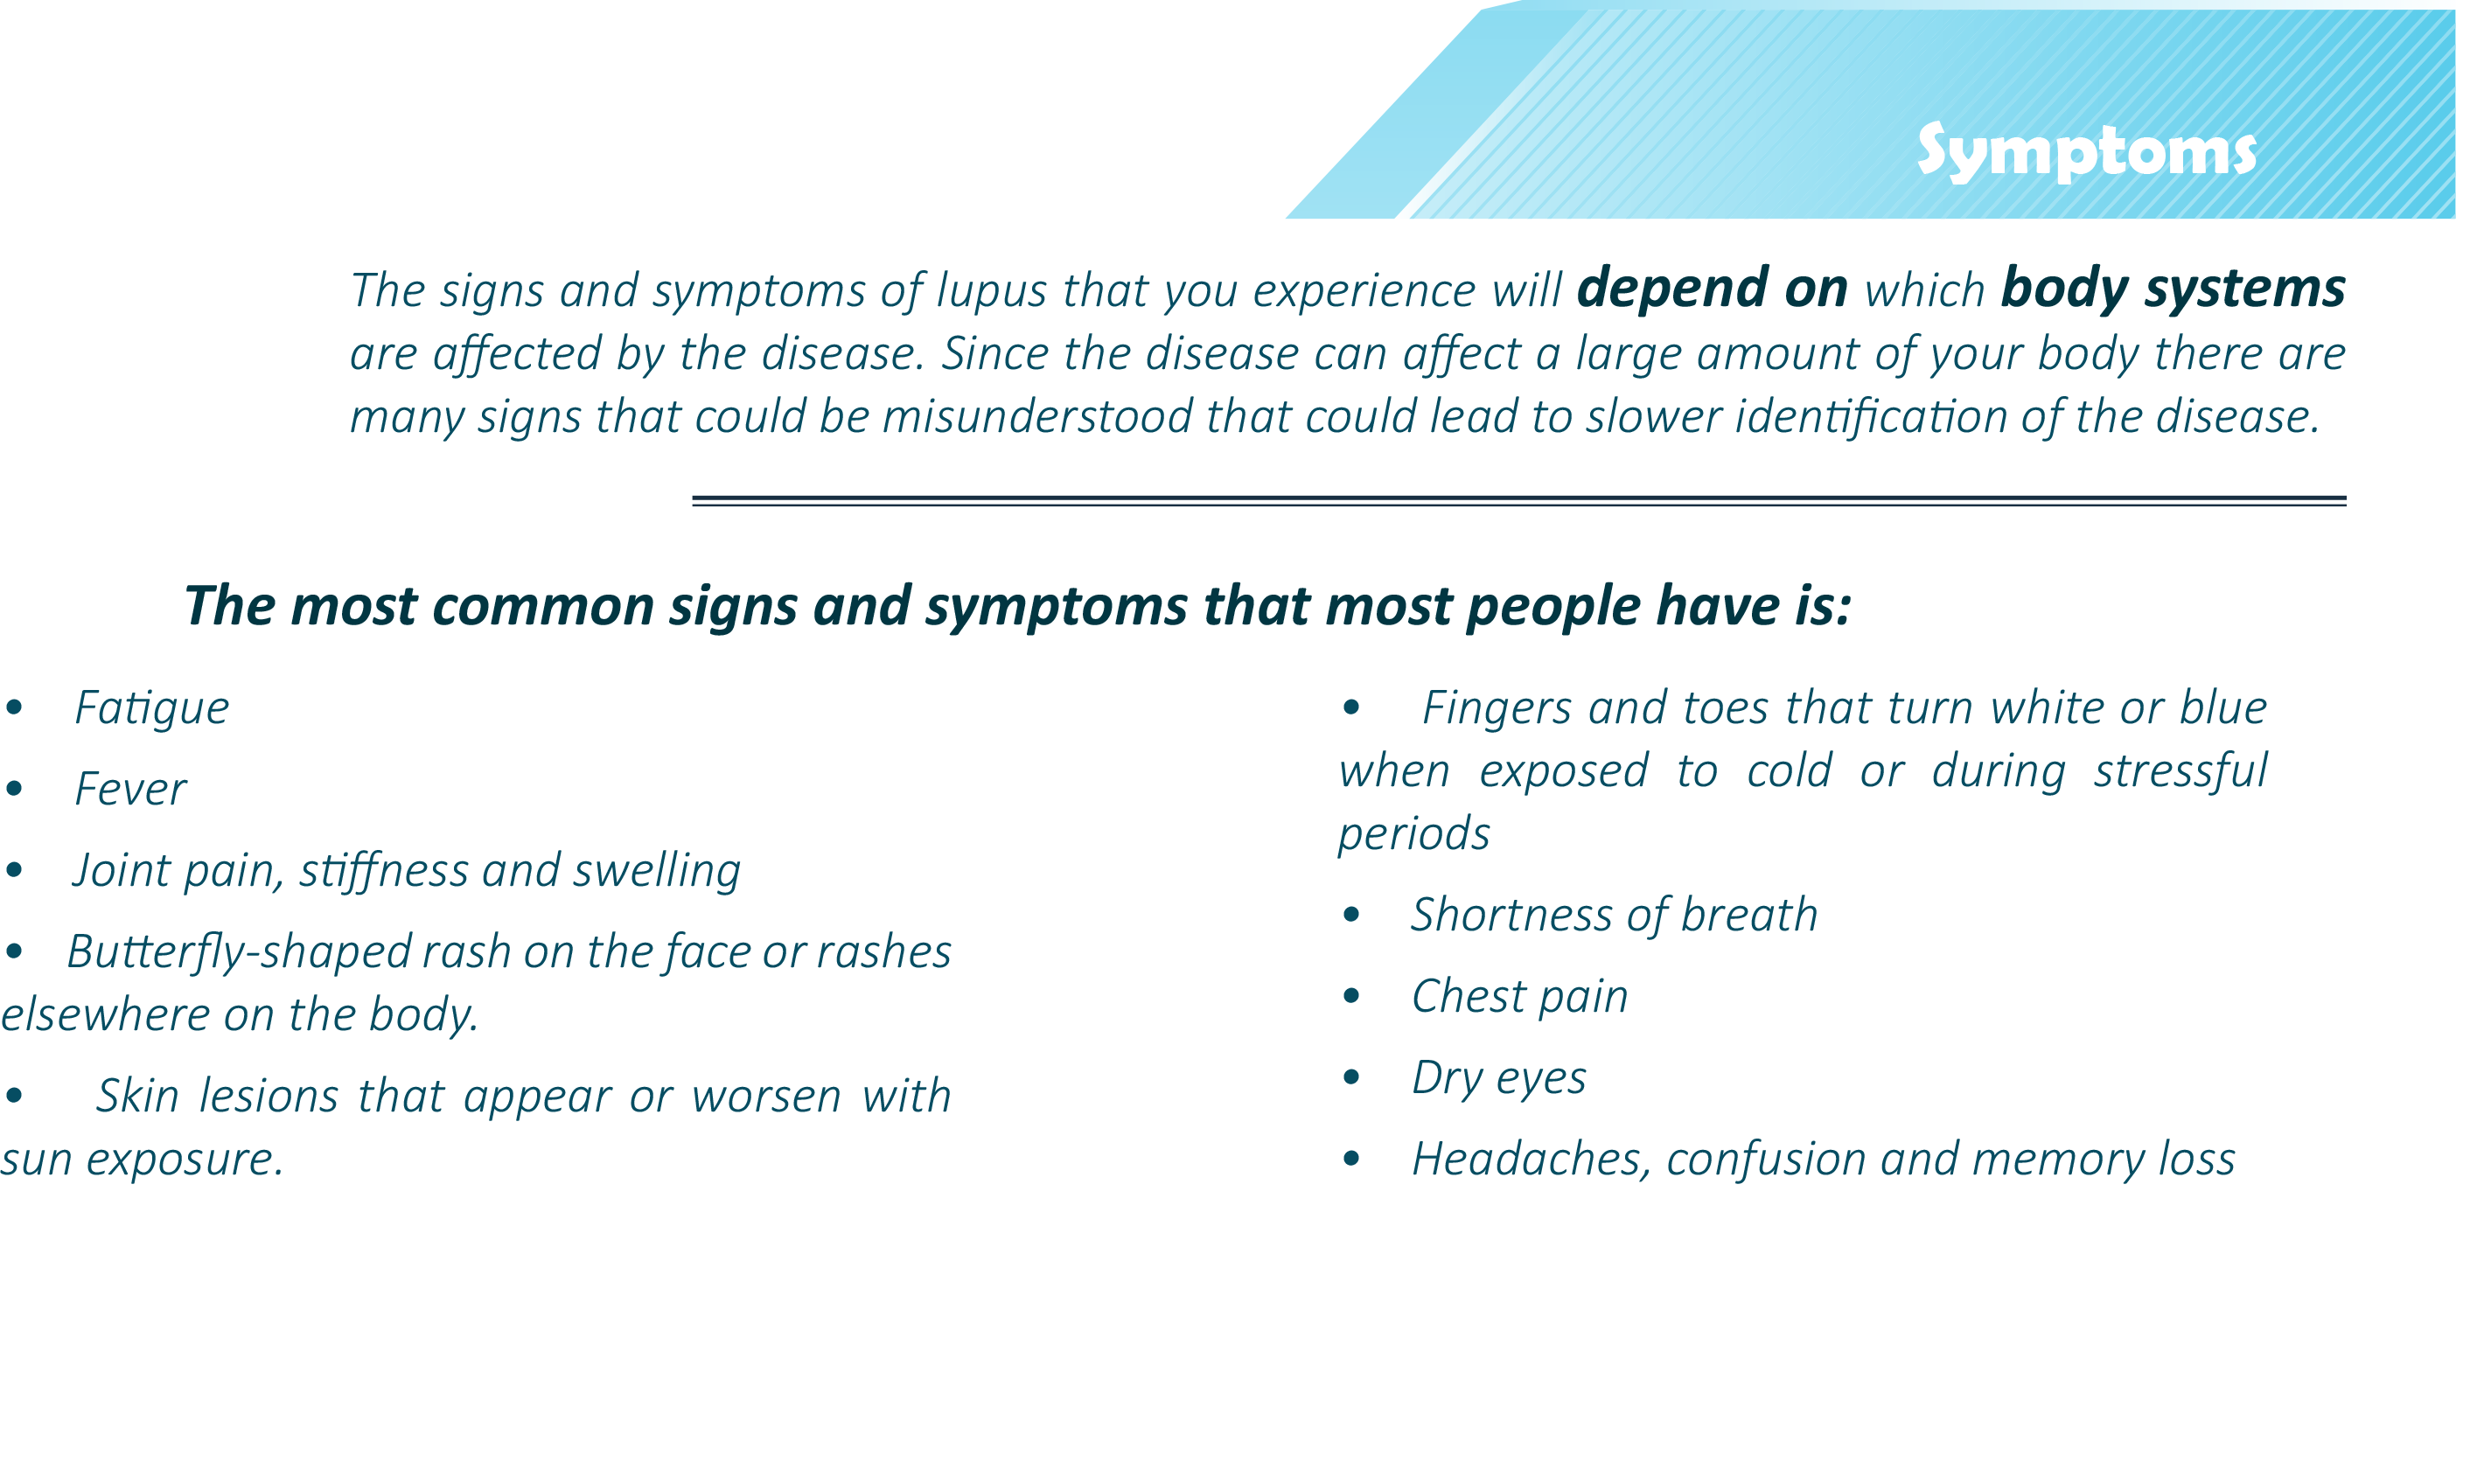 Symptoms
The signs and symptoms of lupus that you experience will depend on which body systems
are affected by the disease. Since the disease can affect a large amount of your body there are
many signs that could be misunderstood that could lead to slower identification of the disease.
The most common signs and symptoms that most people have is:
• Fatigue
• Fever
• Joint pain, stiffness and swelling
• Butterfly-shaped rash on the face or rashes
elsewhere on the body.
• Skin lesions that appear or worsen with
sun exposure.
• Fingers and toes that turn white or blue
when exposed to cold or during stressful
periods
• Shortness of breath
• Chest pain
• Dry eyes
• Headaches, confusion and memory loss